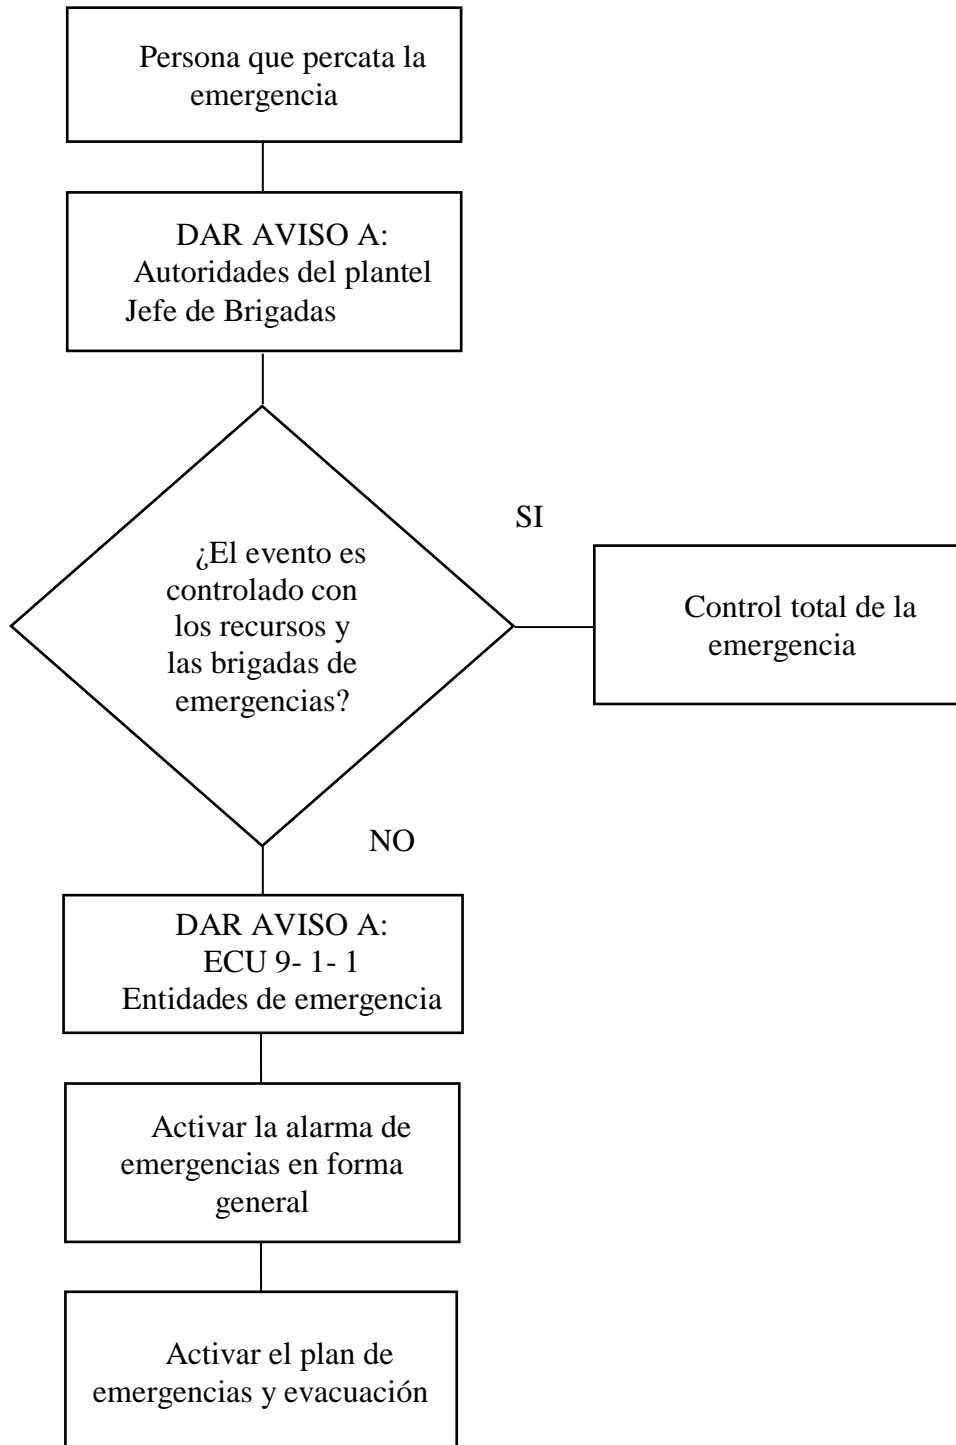 Persona que percata la
emergencia
DAR AVISO A:
Autoridades del plantel
Jefe de Brigadas
¿El evento es
controlado con
los recursos y
las brigadas de
emergencias?
SI
Control total de la
emergencia
NO
DAR AVISO A:
ECU 9- 1- 1
Entidades de emergencia
Activar la alarma de
emergencias en forma
general
Activar el plan de
emergencias y evacuación